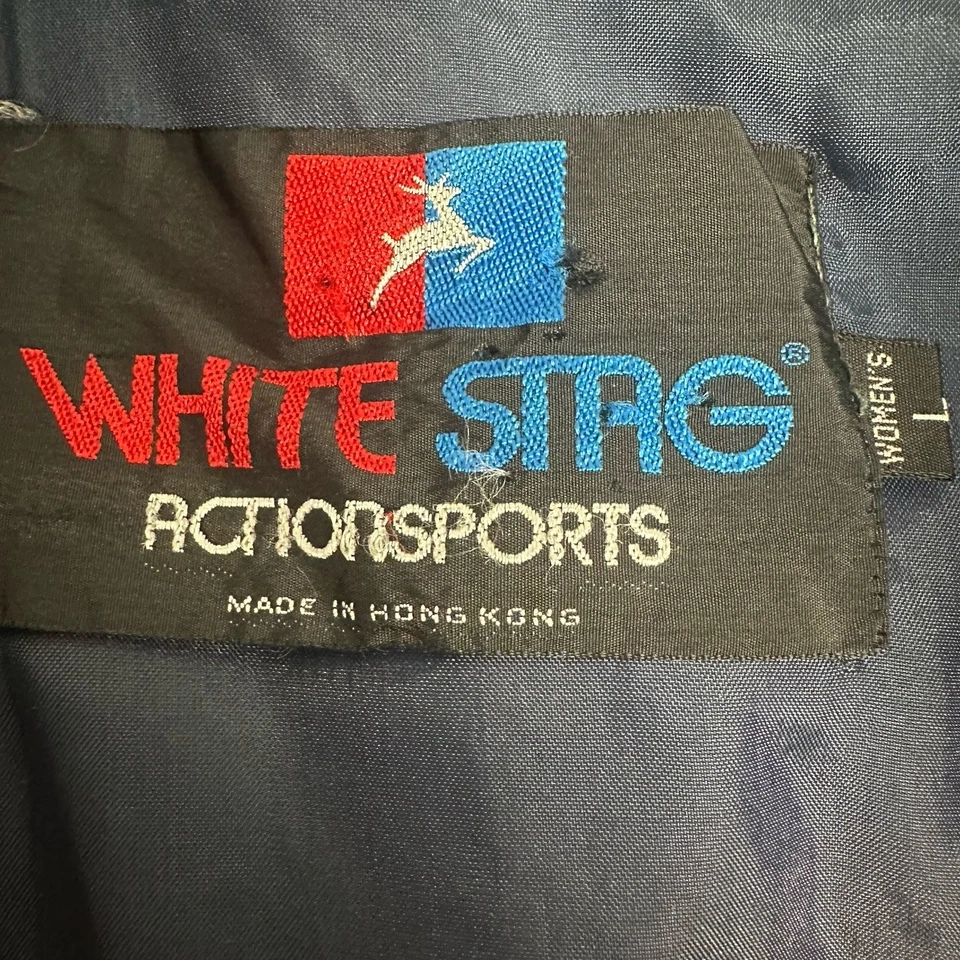 WHITE STAG®
ACTIONSPORTS
MADE IN HONG KONG
WOMEN'S
L